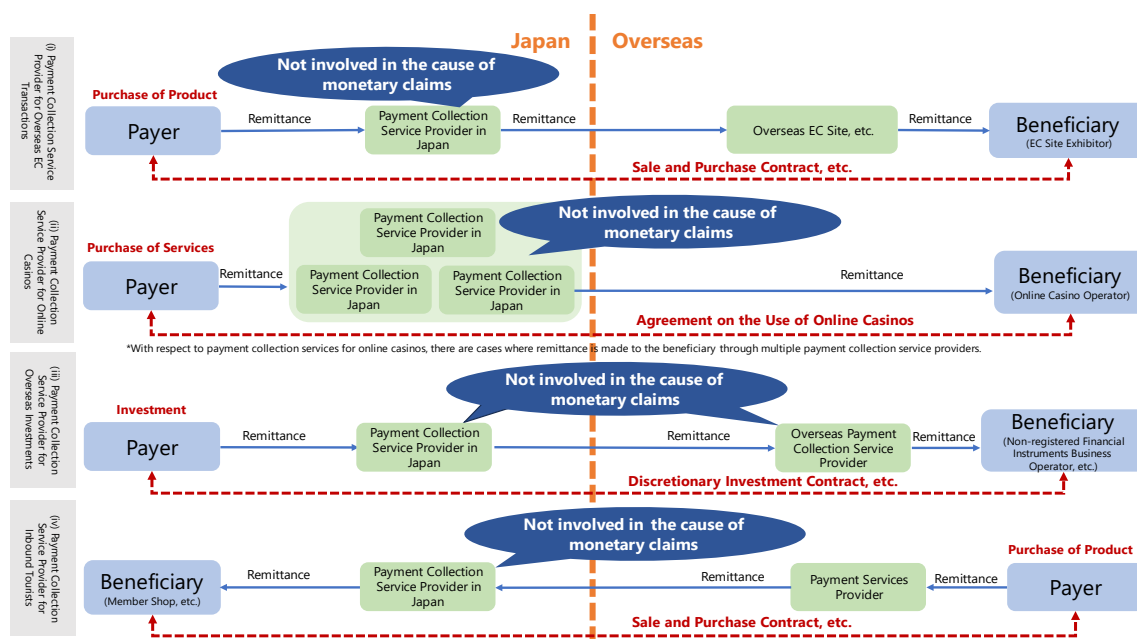 Japan
Overseas
(i) Payment Collection Service
Provider for Overseas EC
Transactions
Not involved in the cause of
monetary claims
Purchase of Product
Payer
Remittance
Payment Collection
Service Provider in
Japan
Remittance
Overseas EC Site, etc.
Remittance
Beneficiary
(EC Site Exhibitor)
Sale and Purchase Contract, etc.
(ii) Payment Collection
Service Provider for Online
Casinos
Not involved in the cause of
monetary claims
Purchase of Services
Payer
Remittance
Payment Collection
Service Provider in
Japan
Payment Collection
Service Provider in
Japan
Payment Collection
Service Provider in
Japan
Remittance
Beneficiary
(Online Casino Operator)
Agreement on the Use of Online Casinos
*With respect to payment collection services for online casinos, there are cases where remittance is made to the beneficiary through multiple payment collection service providers.
(iii) Payment Collection
Service Provider for
Overseas Investments
Not involved in the cause of
monetary claims
Investment
Payer
Remittance
Payment Collection
Service Provider in
Japan
Remittance
Overseas Payment
Collection Service
Provider
Remittance
Beneficiary
(Non-registered Financial
Instruments Business
Operator, etc.)
Discretionary Investment Contract, etc.
(iv) Payment Collection
Service Provider for
Inbound Tourists
Not involved in the cause of
monetary claims
Beneficiary
(Member Shop, etc.)
Remittance
Payment Collection
Service Provider in
Japan
Remittance
Payment Services
Provider
Remittance
Purchase of Product
Payer
Sale and Purchase Contract, etc.